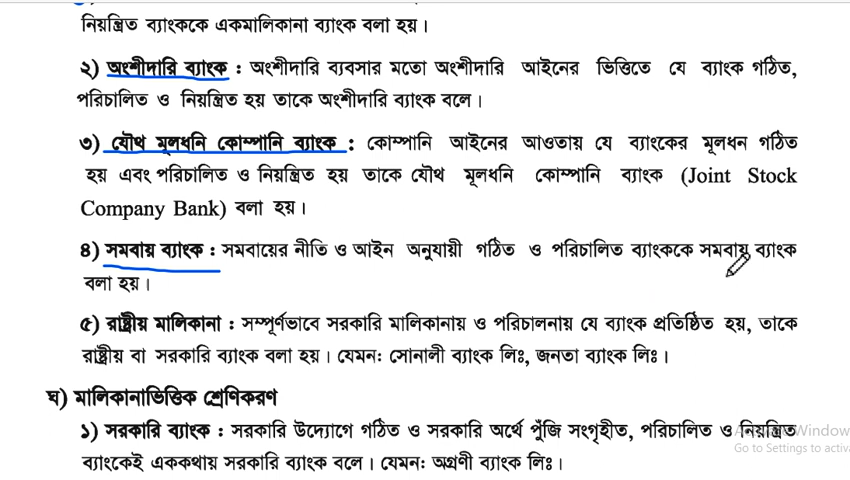 নিয়ন্ত্রিত ব্যাংককে একমালিকানা ব্যাংক বলা হয়।
২) অংশীদারি ব্যাংক : অংশীদারি ব্যবসার মতো অংশীদারি আইনের ভিত্তিতে যে ব্যাংক গঠিত,
পরিচালিত ও নিয়ন্ত্রিত হয় তাকে অংশীদারি ব্যাংক বলে।
৩) যৌথ মূলধনি কোম্পানি ব্যাংক : কোম্পানি আইনের আওতায় যে ব্যাংকের মূলধন গঠিত
হয় এবং পরিচালিত ও নিয়ন্ত্রিত হয় তাকে যৌথ মূলধনি কোম্পানি ব্যাংক (Joint Stock
Company Bank) বলা হয়।
৪) সমবায় ব্যাংক : সমবায়ের নীতি ও আইন অনুযায়ী গঠিত ও পরিচালিত ব্যাংককে সমবায় ব্যাংক
বলা হয়।
৫) রাষ্ট্রীয় মালিকানা : সম্পূর্ণভাবে সরকারি মালিকানায় ও পরিচালনায় যে ব্যাংক প্রতিষ্ঠিত হয়, তাকে
রাষ্ট্রীয় বা সরকারি ব্যাংক বলা হয়। যেমন: সোনালী ব্যাংক লিঃ, জনতা ব্যাংক লিঃ।
ঘ) মালিকানাভিত্তিক শ্রেণিকরণ
১) সরকারি ব্যাংক : সরকারি উদ্যোগে গঠিত ও সরকারি অর্থে পুঁজি সংগৃহীত, পরিচালিত ও নিয়ন্ত্রিত
ব্যাংকেই এককথায় সরকারি ব্যাংক বলে। যেমন: অগ্রণী ব্যাংক লিঃ।
Window
Go to Settings to activ